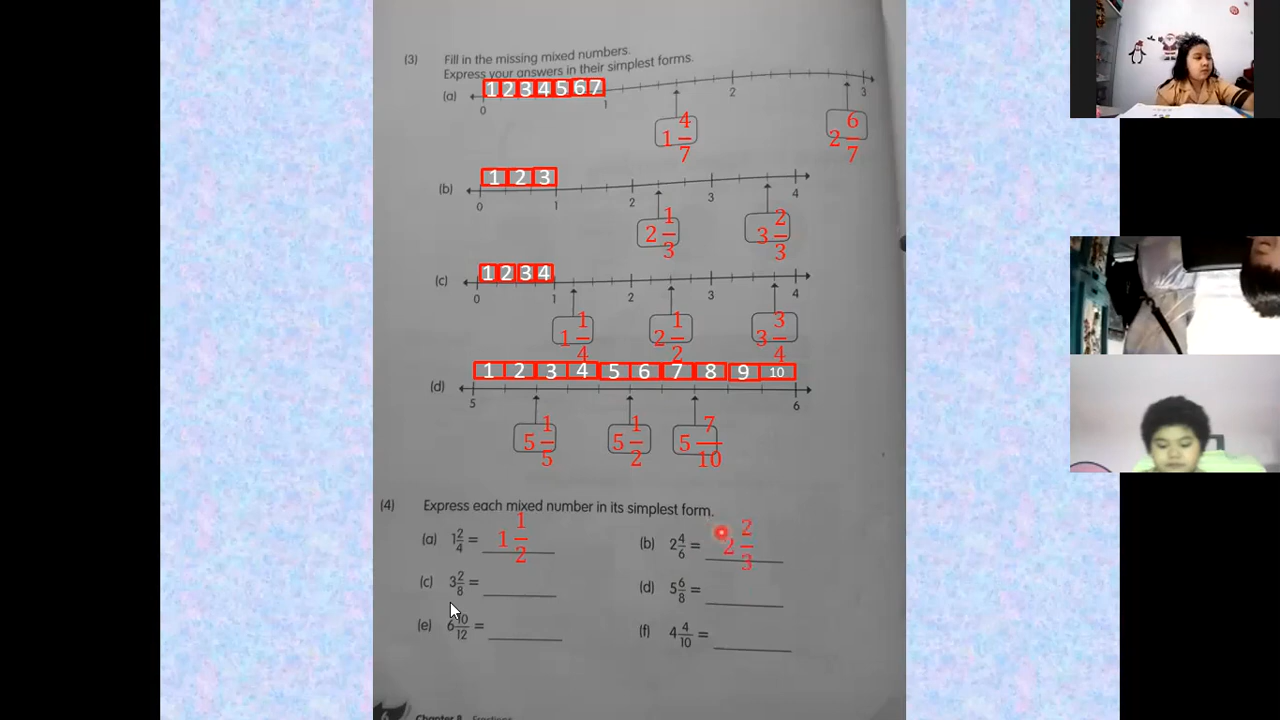 (3) Fill in the missing mixed numbers.
Express your answers in their simplest forms.
(a) 1 2 3 4 5 6 7
0 1 2 3
1 4/7 2 6/7
(b) 1 2 3
0 1 2 3 4
2 1/3 3 2/3
(c) 1 2 3 4
0 1 2 3 4
1 1/4 2 1/2 3 3/4
(d) 1 2 3 4 5 6 7 8 9 10
5 6
5 1/5 5 1/2 5 7/10
(4) Express each mixed number in its simplest form.
(a) 1 2/4 = 1 1/2 (b) 2 4/6 = 2 2/3
(c) 3 2/8 = (d) 5 6/8 =
(e) 6 10/12 = (f) 4 4/10 =
6 Chapter 8 Fractions